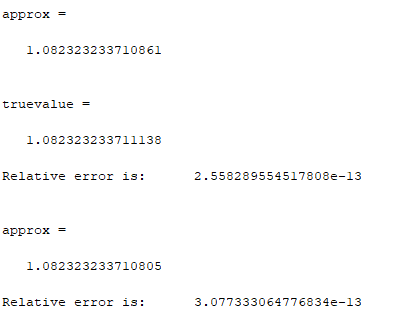 approx =
1.082323233710861
truevalue =
1.082323233711138
Relative error is: 2.558289554517808e-13
approx =
1.082323233710805
Relative error is: 3.077333064776834e-13